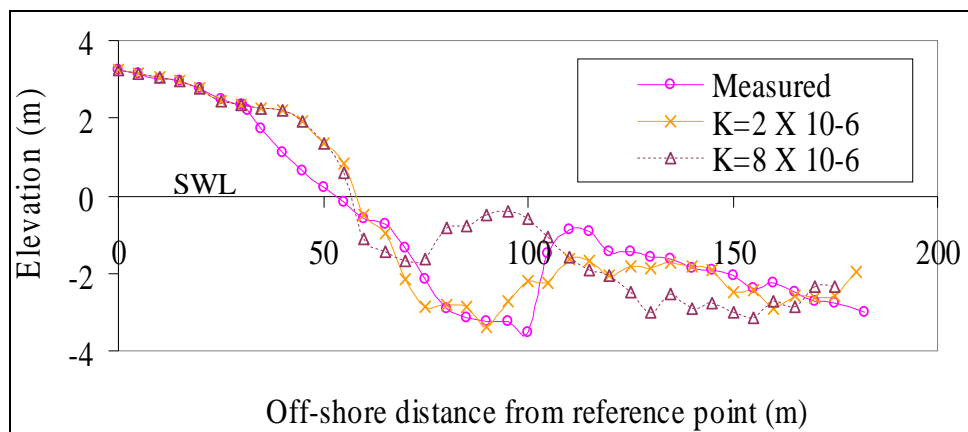 4
Measured
K=2 X 10-6
K=8 X 10-6
2
Elevation (m)
SWL
0
0
50
100
150
200
-2
-4
Off-shore distance from reference point (m)